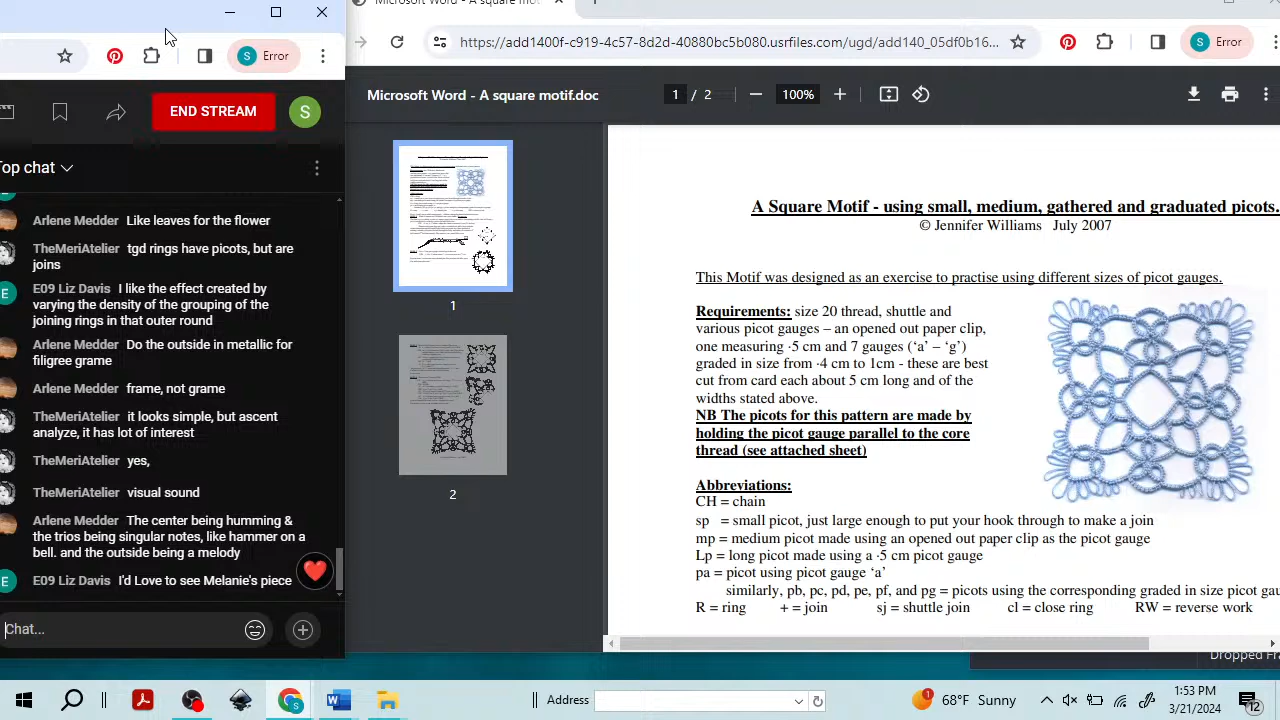 Microsoft Word - A square mot
S Error
https://add1400f-c919-4c57-8d2d-40880bc5b080.usrfiles.com/ugd/add140_05df0b16...
S Error
END STREAM
S
Microsoft Word - A square motif.doc
1 / 2
100%
Top chat
Arlene Medder Like leaves for the flower
TheMeriAtelier tgd rings have picots, but are
joins
E E09 Liz Davis I like the effect created by
varying the density of the grouping of the
joining rings in that outer round
Arlene Medder Do the outside in metallic for
filigree grame
Arlene Medder frame, not grame
TheMeriAtelier it looks simple, but ascent
analyze, it has lot of interest
TheMeriAtelier yes,
TheMeriAtelier visual sound
Arlene Medder The center being humming &
the trios being singular notes, like hammer on a
bell. and the outside being a melody
E E09 Liz Davis I'd Love to see Melanie's piece
Chat...
1
2
A Square Motif - using small, medium, gathered and graduated picots.
© Jennifer Williams July 2007
This Motif was designed as an exercise to practise using different sizes of picot gauges.
Requirements: size 20 thread, shuttle and
various picot gauges – an opened out paper clip,
one measuring ·5 cm and 7 gauges ('a' – 'g')
graded in size from ·4 cm to 1cm - these are best
cut from card each about 5 cm long and of the
widths stated above.
NB The picots for this pattern are made by
holding the picot gauge parallel to the core
thread (see attached sheet)
Abbreviations:
CH = chain
sp = small picot, just large enough to put your hook through to make a join
mp = medium picot made using an opened out paper clip as the picot gauge
Lp = long picot made using a ·5 cm picot gauge
pa = picot using picot gauge 'a'
similarly, pb, pc, pd, pe, pf, and pg = picots using the corresponding graded in size picot gau
R = ring + = join sj = shuttle join cl = close ring RW = reverse work
Dropped Fra
Address
1
68°F Sunny
1:53 PM
3/21/2024
12